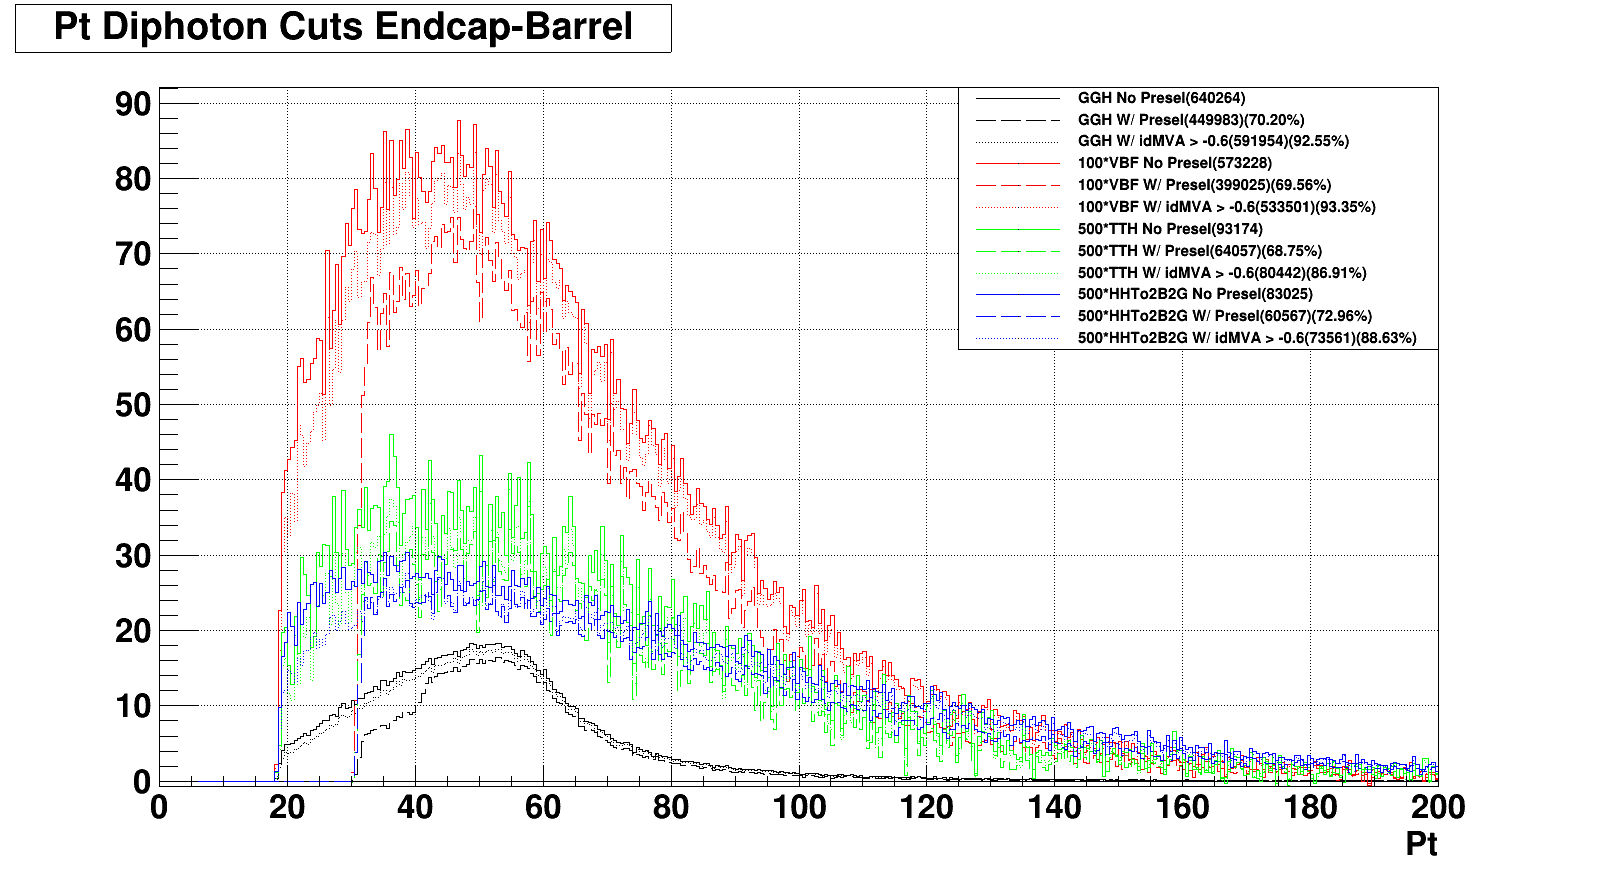 Pt Diphoton Cuts Endcap-Barrel
GGH No Presel(640264)
GGH W/ Presel(449983)(70.20%)
GGH W/ idMVA > -0.6(591954)(92.55%)
100*VBF No Presel(573228)
100*VBF W/ Presel(399025)(69.56%)
100*VBF W/ idMVA > -0.6(533501)(93.35%)
500*TTH No Presel(93174)
500*TTH W/ Presel(64057)(68.75%)
500*TTH W/ idMVA > -0.6(80442)(86.91%)
500*HHTo2B2G No Presel(83025)
500*HHTo2B2G W/ Presel(60567)(72.96%)
500*HHTo2B2G W/ idMVA > -0.6(73561)(88.63%)
90
80
70
60
50
40
30
20
10
0
0 20 40 60 80 100 120 140 160 180 200
Pt